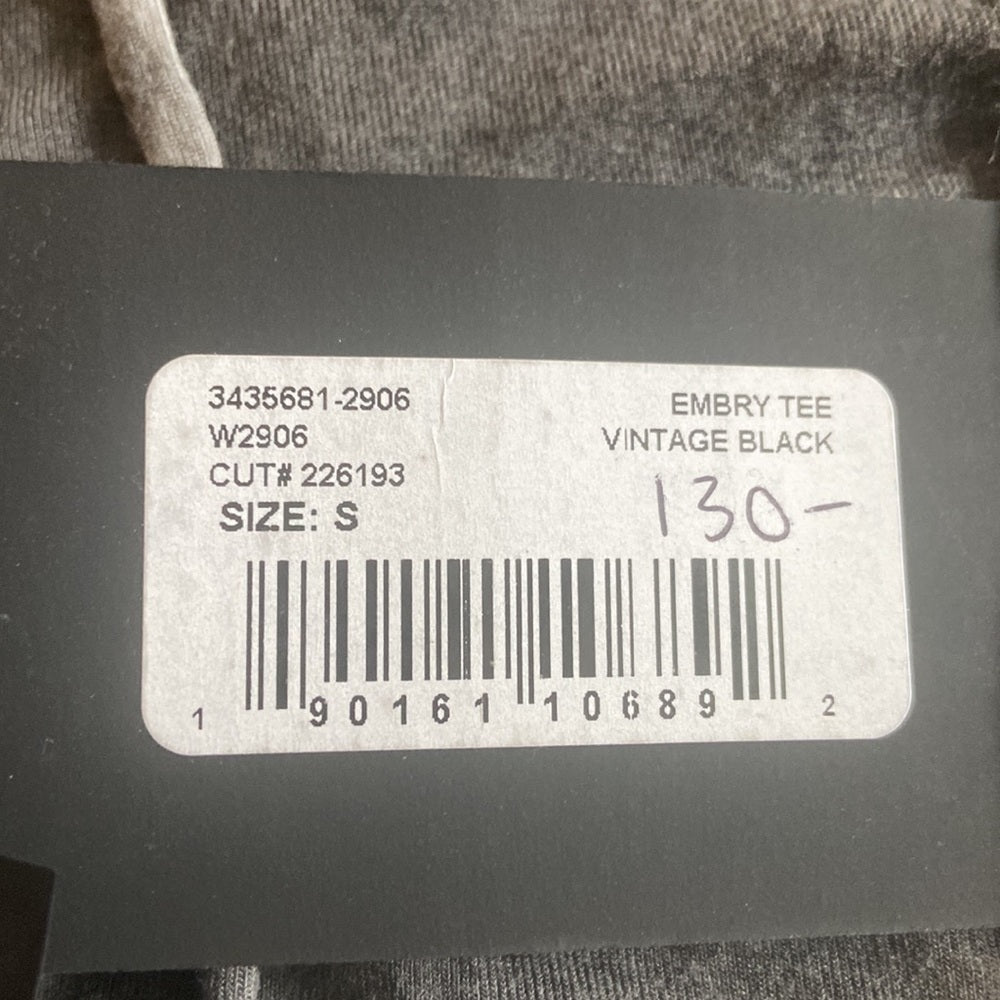 3435681-2906
W2906
CUT# 226193
SIZE: S
EMBRY TEE
VINTAGE BLACK
130-
1 90161 10689 2